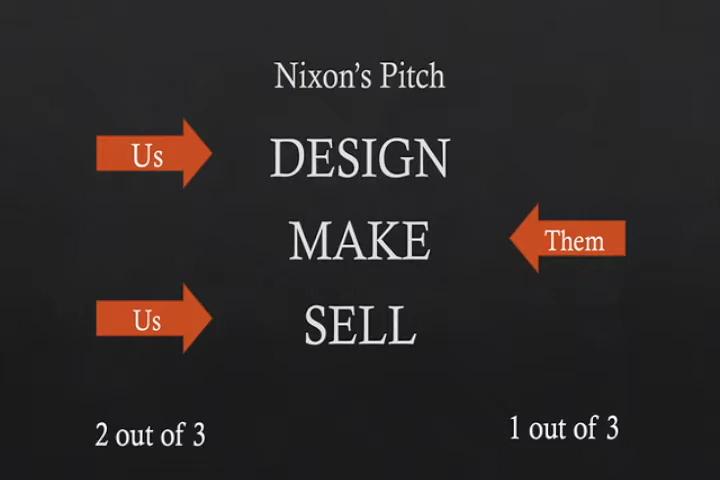 Nixon's Pitch
Us
DESIGN
MAKE
Them
Us
SELL
2 out of 3
1 out of 3